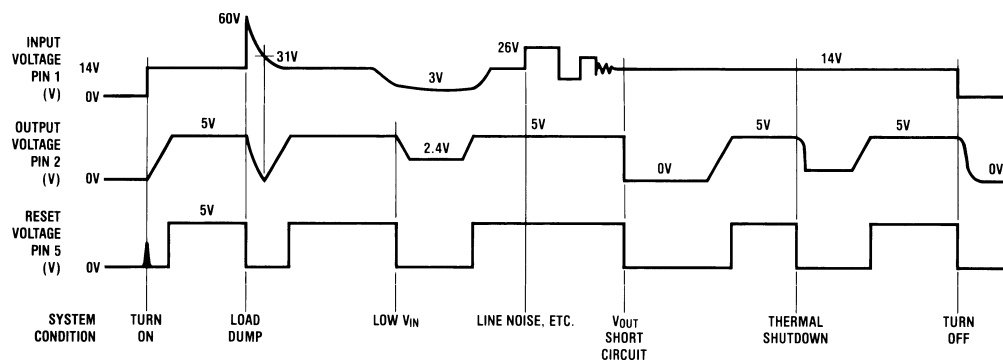 60V
INPUT
VOLTAGE
PIN 1
(V)
14V
0V
31V
3V
26V
14V
OUTPUT
VOLTAGE
PIN 2
(V)
0V
5V
2.4V
5V
0V
5V
5V
0V
RESET
VOLTAGE
PIN 5
(V)
0V
5V
SYSTEM
CONDITION
TURN
ON
LOAD
DUMP
LOW VIN
LINE NOISE, ETC.
VOUT
SHORT
CIRCUIT
THERMAL
SHUTDOWN
TURN
OFF